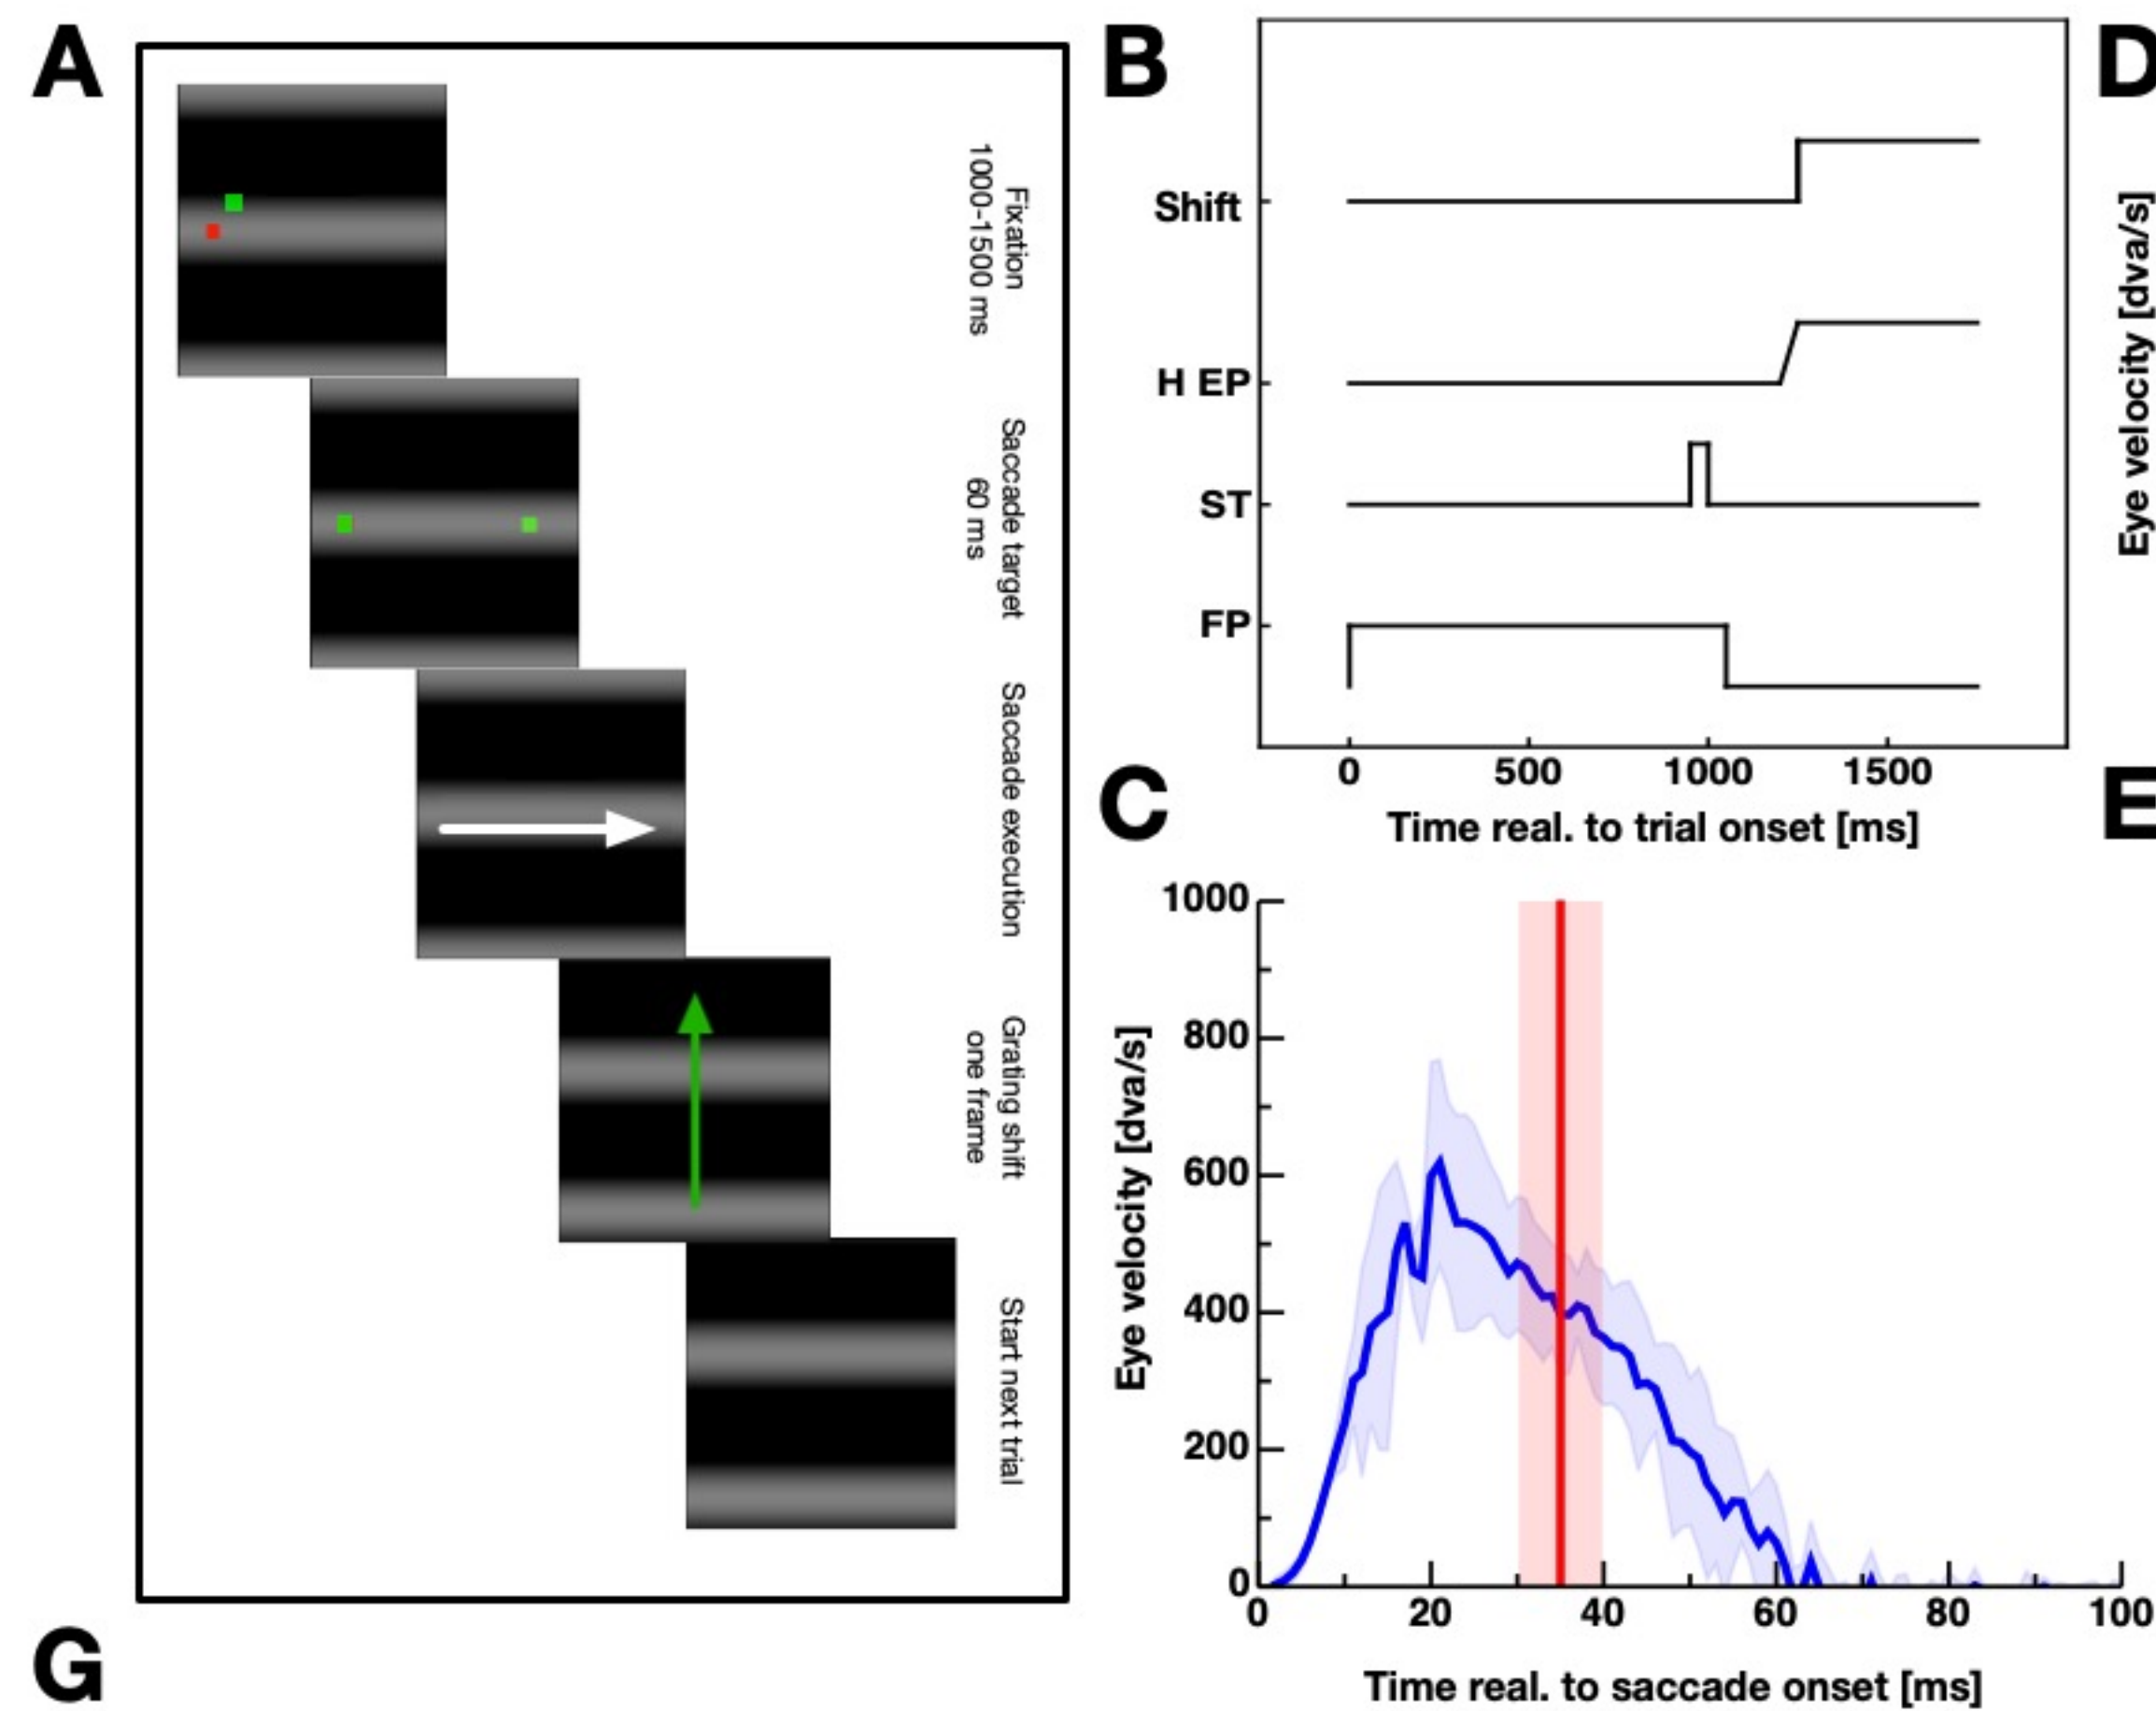 A
Fixation
1000-1500 ms
Saccade target
60 ms
Saccade execution
Grating shift
one frame
Start next trial
B
Shift
H EP
ST
FP
0 500 1000 1500
Time real. to trial onset [ms]
C
Eye velocity [dva/s]
1000
800
600
400
200
0
0 20 40 60 80 100
Time real. to saccade onset [ms]
D
Eye velocity [dva/s]
E
G